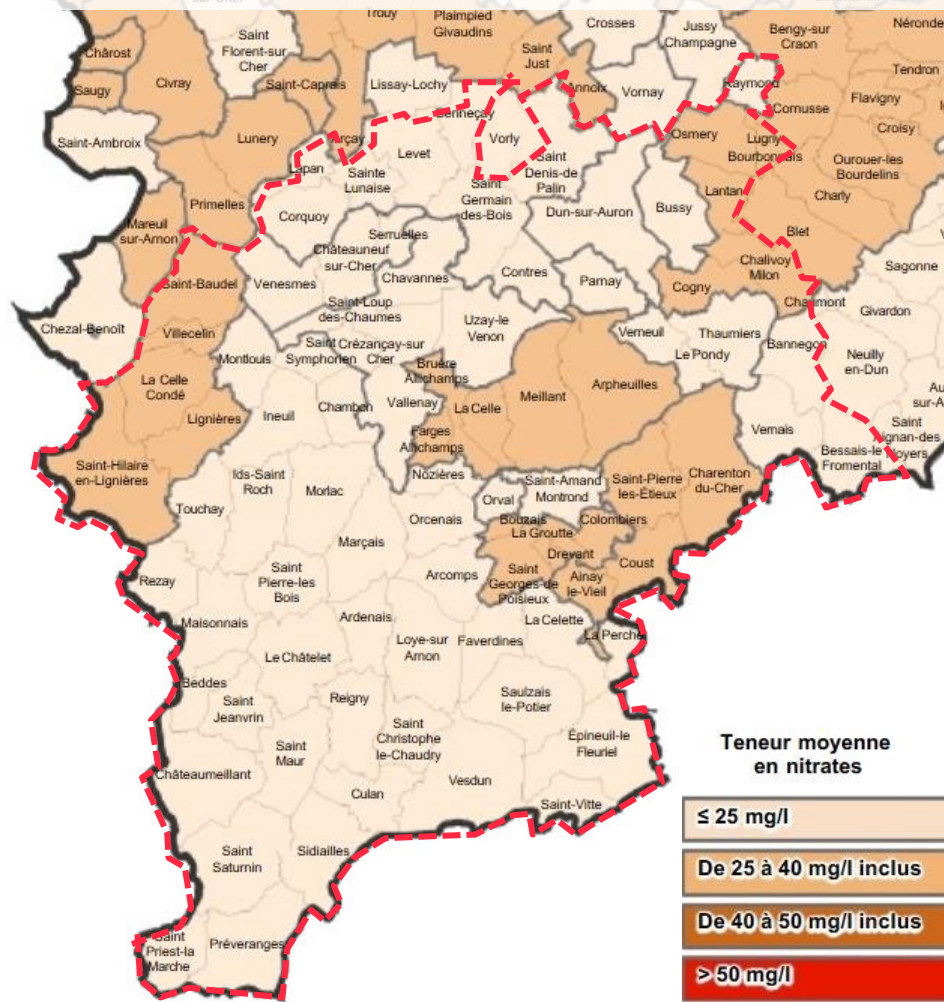 Trouy
Plaimpied
Givaudins
Crosses
Jussy
Champagne
Bengy-sur
Craon
Nérondes
Chârost
Saint
Florent-sur
Cher
Civray
Saint
Just
Saugy
Saint-Caprais
Lissay-Lochy
Annoix
Vornay
Raymond
Tendron
Cornusse
Flavigny
Saint-Ambroix
Lunery
Arçay
Senneçay
Vorly
Osmery
Lugny
Bourbonnais
Croisy
Lapan
Levet
Sainte
Lunaise
Saint
Denis-de
Palin
Ourouer-les
Bourdelins
Primelles
Saint
Germain
des-Bois
Lantan
Charly
Mareuil
sur-Arnon
Corquoy
Serruelles
Dun-sur-Auron
Bussy
Blet
Châteauneuf
sur-Cher
Chalivoy
Milon
Sagonne
Saint-Baudel
Venesmes
Chavannes
Contres
Parnay
Cogny
Saint-Loup
des-Chaumes
Chaumont
Givardon
Chezal-Benoît
Villecelin
Uzay-le
Venon
Verneuil
Thaumiers
Bannegon
Montlouis
Saint
Symphorien
Crézançay-sur
Cher
Le Pondy
Neuilly
en-Dun
La Celle
Condé
Bruère
Allichamps
Meillant
Arpheuilles
Lignières
Ineuil
Chambon
Vallenay
La Celle
Farges
Allichamps
Vernais
Saint
Aignan-des
Noyers
Bessais-le
Fromental
Saint-Hilaire
en-Lignières
Ids-Saint
Roch
Morlac
Nozières
Orval
Saint-Amand
Montrond
Saint-Pierre
les-Étieux
Charenton
du-Cher
Touchay
Orcenais
Bouzais
La Groutte
Colombiers
Marçais
Drevant
Coust
Rezay
Saint
Pierre-les
Bois
Arcomps
Saint
Georges-de
Poisieux
Ainay
le-Vieil
Maisonnais
Ardenais
La Celette
Loye-sur
Arnon
Faverdines
La Perche
Le Châtelet
Beddes
Saint
Jeanvrin
Reigny
Saulzais
le-Potier
Saint
Christophe
le-Chaudry
Épineuil-le
Fleuriel
Saint
Maur
Châteaumeillant
Vesdun
Culan
Saint-Vitte
Saint
Saturnin
Sidiailles
Saint
Priest-la
Marche
Préveranges
Teneur moyenne
en nitrates
≤ 25 mg/l
De 25 à 40 mg/l inclus
De 40 à 50 mg/l inclus
> 50 mg/l